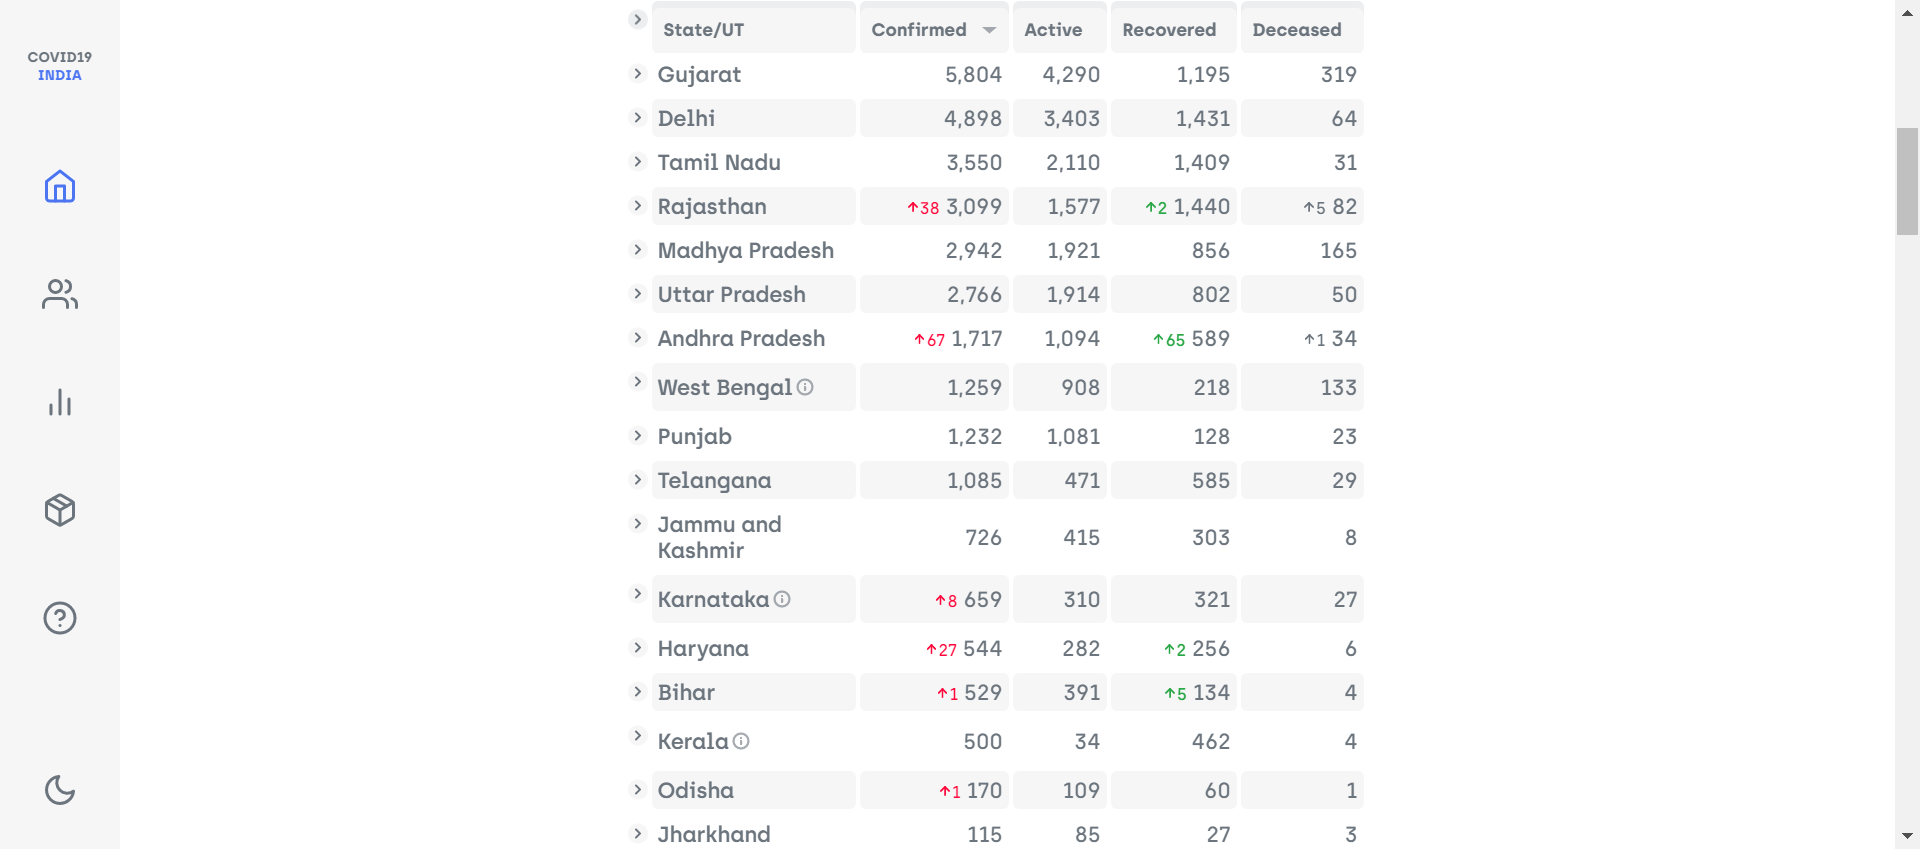 COVID19
INDIA
State/UT Confirmed Active Recovered Deceased
Gujarat 5,804 4,290 1,195 319
Delhi 4,898 3,403 1,431 64
Tamil Nadu 3,550 2,110 1,409 31
Rajasthan ↑38 3,099 1,577 ↑2 1,440 ↑5 82
Madhya Pradesh 2,942 1,921 856 165
Uttar Pradesh 2,766 1,914 802 50
Andhra Pradesh ↑67 1,717 1,094 ↑65 589 ↑1 34
West Bengal 1,259 908 218 133
Punjab 1,232 1,081 128 23
Telangana 1,085 471 585 29
Jammu and
Kashmir 726 415 303 8
Karnataka ↑8 659 310 321 27
Haryana ↑27 544 282 ↑2 256 6
Bihar ↑1 529 391 ↑5 134 4
Kerala 500 34 462 4
Odisha ↑1 170 109 60 1
Jharkhand 115 85 27 3